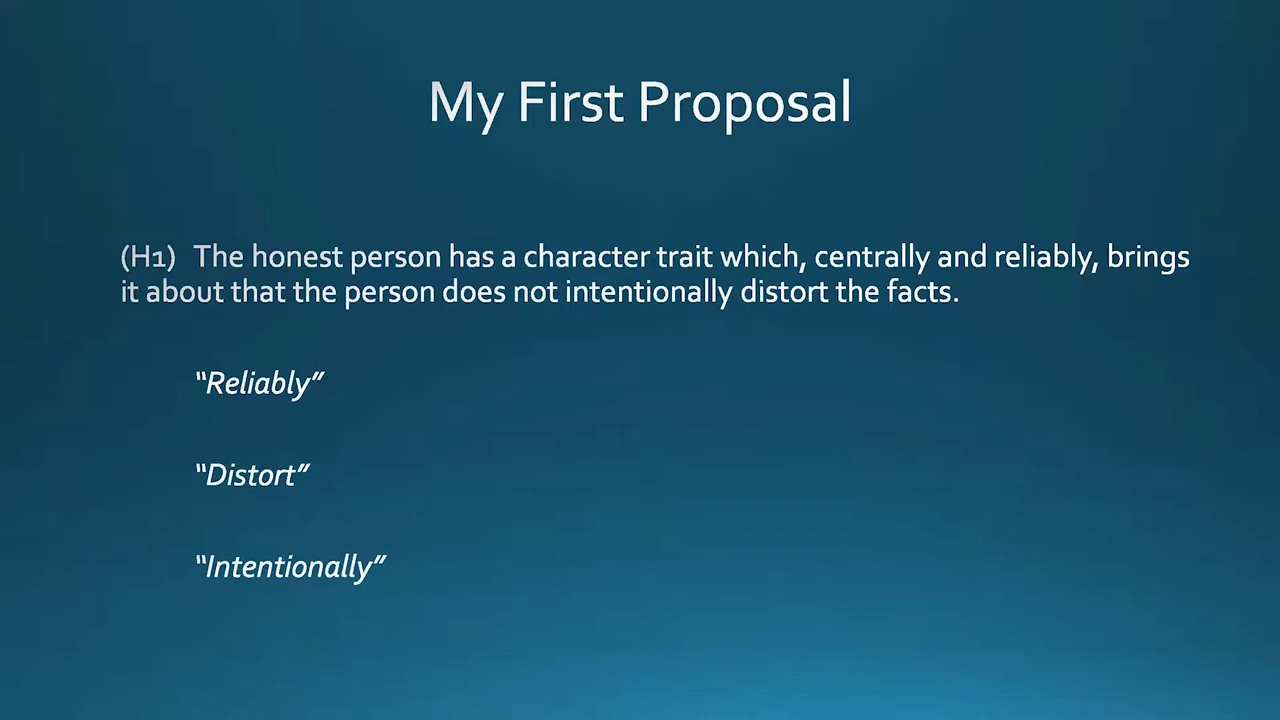 My First Proposal
(H1) The honest person has a character trait which, centrally and reliably, brings
it about that the person does not intentionally distort the facts.
“Reliably”
“Distort”
“Intentionally”